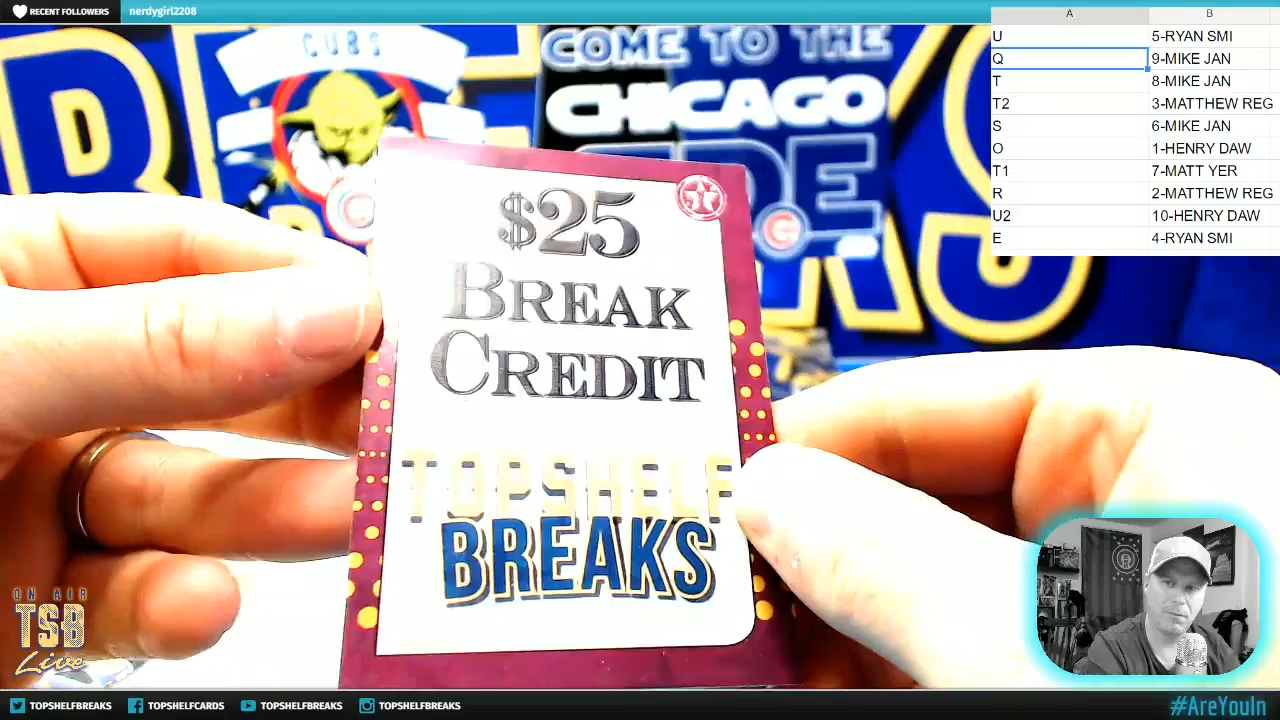 RECENT FOLLOWERS nerdygirl2208
CUBS
COME TO THE
CHICAGO
$25
BREAK
CREDIT
TOPSHELF
BREAKS
A B
U 5-RYAN SMI
Q 9-MIKE JAN
T 8-MIKE JAN
T2 3-MATTHEW REG
S 6-MIKE JAN
O 1-HENRY DAW
T1 7-MATT YER
R 2-MATTHEW REG
U2 10-HENRY DAW
E 4-RYAN SMI
ON AIR
TSB
Live
TOPSHELFBREAKS TOPSHELFCARDS TOPSHELFBREAKS TOPSHELFBREAKS #AreYouIn